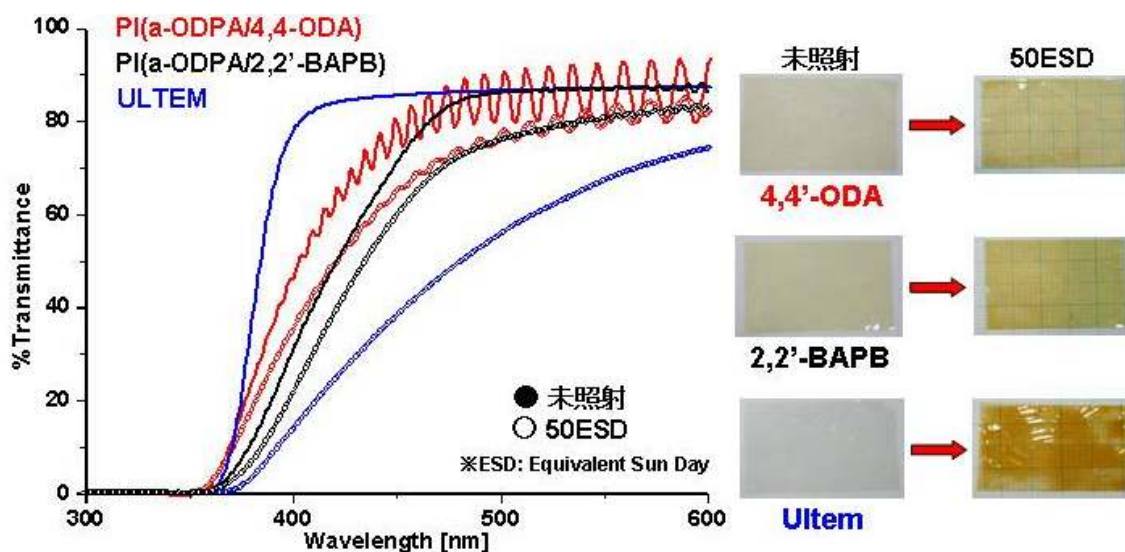 100
80
60
40
20
0
%Transmittance
PI(a-ODPA/4,4-ODA)
PI(a-ODPA/2,2'-BAPB)
ULTEM
● 未照射
○ 50ESD
※ESD: Equivalent Sun Day
300
400
500
600
Wavelength [nm]
未照射
50ESD
4,4'-ODA
2,2'-BAPB
Ultem